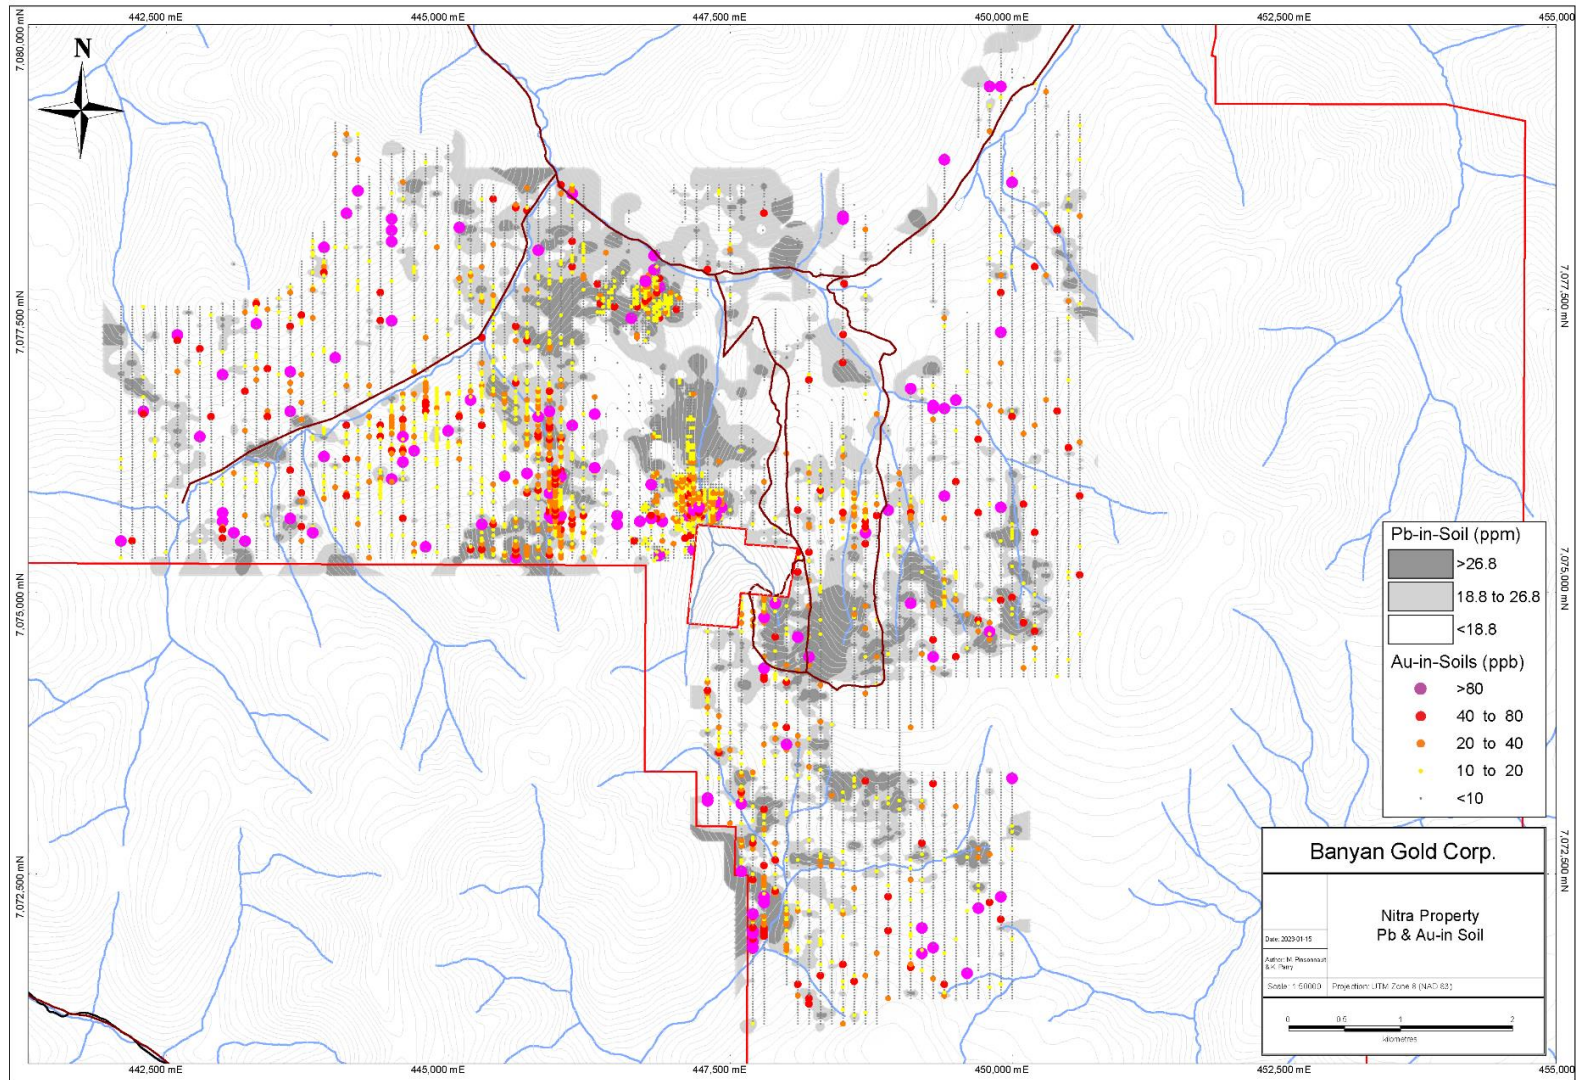 442,500 mE
445,000 mE
447,500 mE
450,000 mE
452,500 mE
455,000
7,080,000 mN
N
7,077,500 mN
7,077,500 mN
7,075,000 mN
7,075,000 mN
7,072,500 mN
7,072,500 mN
Pb-in-Soil (ppm)
>26.8
18.8 to 26.8
<18.8
Au-in-Soils (ppb)
>80
40 to 80
20 to 40
10 to 20
<10
Banyan Gold Corp.
Nitra Property
Pb & Au-in Soil
Date: 2023-01-15
Author: M.
& K. Parry
Scale: 1:50000
Projection: UTM Zone 8 (NAD 83)
0 0.5 1 2
kilometres
442,500 mE
445,000 mE
447,500 mE
450,000 mE
452,500 mE
455,000